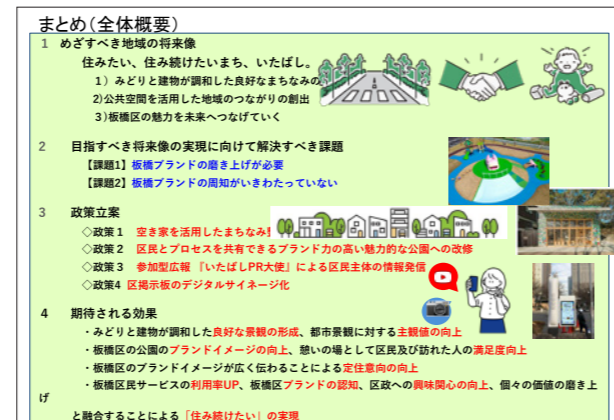 まとめ(全体概要)
1 めざすべき地域の将来像
住みたい、住み続けたいまち、いたばし。
1）みどりと建物が調和した良好なまちなみの
2)公共空間を活用した地域のつながりの創出
3)板橋区の魅力を未来へつなげていく
2 目指すべき将来像の実現に向けて解決すべき課題
【課題1】板橋ブランドの磨き上げが必要
【課題2】板橋ブランドの周知がいきわたっていない
3 政策立案
◇政策１ 空き家を活用したまちなみ
◇政策２ 区民とプロセスを共有できるブランド力の高い魅力的な公園への改修
◇政策３ 参加型広報 『いたばしPR大使』による区民主体の情報発信
◇政策4 区掲示板のデジタルサイネージ化
4 期待される効果
・みどりと建物が調和した良好な景観の形成、都市景観に対する主観値の向上
・板橋区の公園のブランドイメージの向上、憩いの場として区民及び訪れた人の満足度向上
・板橋区のブランドイメージが広く伝わることによる定住意向の向上
・板橋区民サービスの利用率UP、板橋区ブランドの認知、区政への興味関心の向上、個々の価値の磨き上
げ
と融合することによる「住み続けたい」の実現